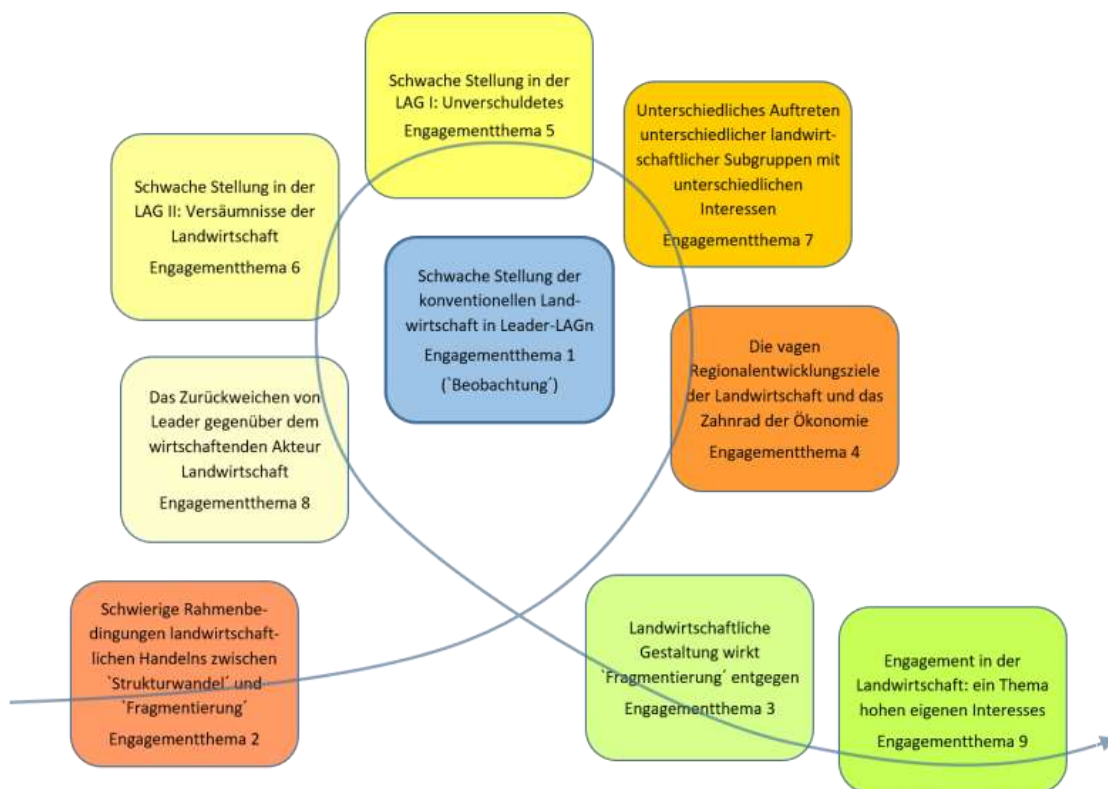 Schwache Stellung in der
LAG I: Unverschuldetes
Engagementthema 5
Unterschiedliches Auftreten
unterschiedlicher landwirt-
schaftlicher Subgruppen mit
unterschiedlichen
Interessen
Engagementthema 7
Schwache Stellung in der
LAG II: Versäumnisse der
Landwirtschaft
Engagementthema 6
Schwache Stellung der
konventionellen Land-
wirtschaft in Leader-LAGn
Engagementthema 1
(`Beobachtung´)
Die vagen
Regionalentwicklungsziele
der Landwirtschaft und das
Zahnrad der Ökonomie
Engagementthema 4
Das Zurückweichen von
Leader gegenüber dem
wirtschaftenden Akteur
Landwirtschaft
Engagementthema 8
Schwierige Rahmenbe-
dingungen landwirtschaft-
lichen Handelns zwischen
`Strukturwandel´ und
`Fragmentierung´
Engagementthema 2
Landwirtschaftliche
Gestaltung wirkt
`Fragmentierung´ entgegen
Engagementthema 3
Engagement in der
Landwirtschaft: ein Thema
hohen eigenen Interesses
Engagementthema 9